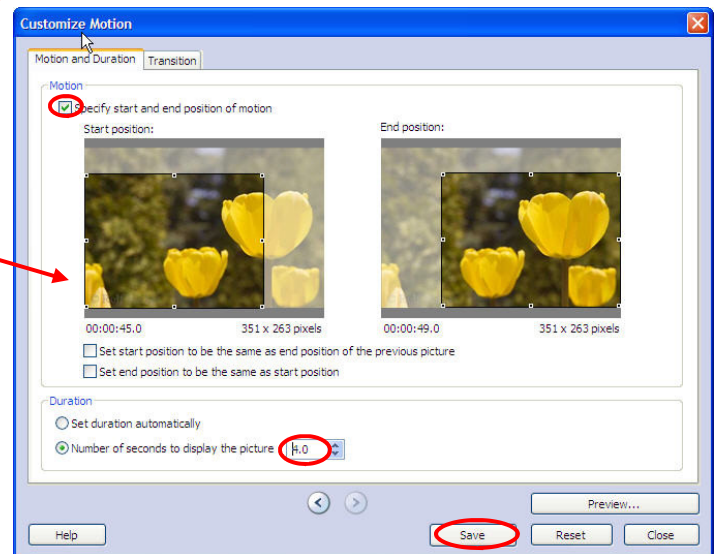 Customize Motion
Motion and Duration Transition
Motion
Specify start and end position of motion
Start position: End position:
00:00:45.0 351 x 263 pixels 00:00:49.0 351 x 263 pixels
Set start position to be the same as end position of the previous picture
Set end position to be the same as start position
Duration
Set duration automatically
Number of seconds to display the picture 4.0
Preview...
Help Save Reset Close